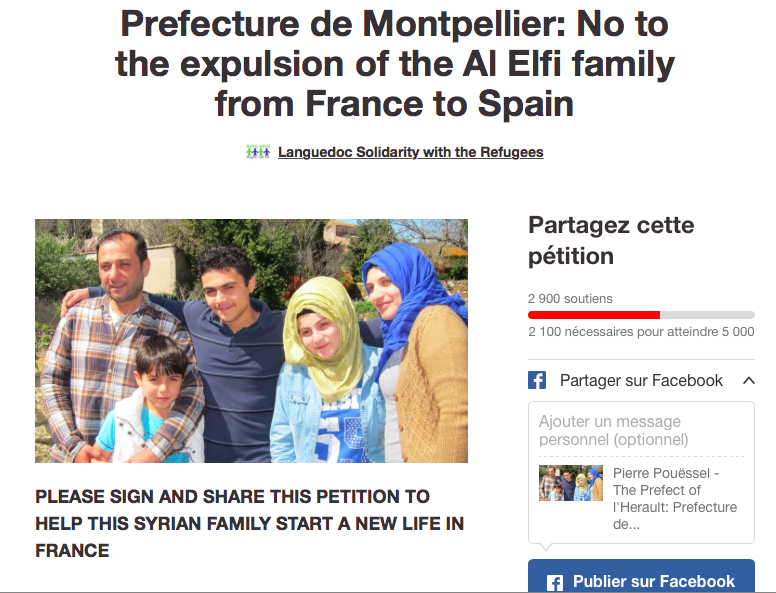 Prefecture de Montpellier: No to
the expulsion of the Al Elfi family
from France to Spain
Languedoc Solidarity with the Refugees
PLEASE SIGN AND SHARE THIS PETITION TO
HELP THIS SYRIAN FAMILY START A NEW LIFE IN
FRANCE
Partagez cette
pétition
2 900 soutiens
2 100 nécessaires pour atteindre 5 000
Partager sur Facebook
Ajouter un message
personnel (optionnel)
Pierre Pouëssel -
The Prefect of
l'Herault: Prefecture
de...
Publier sur Facebook